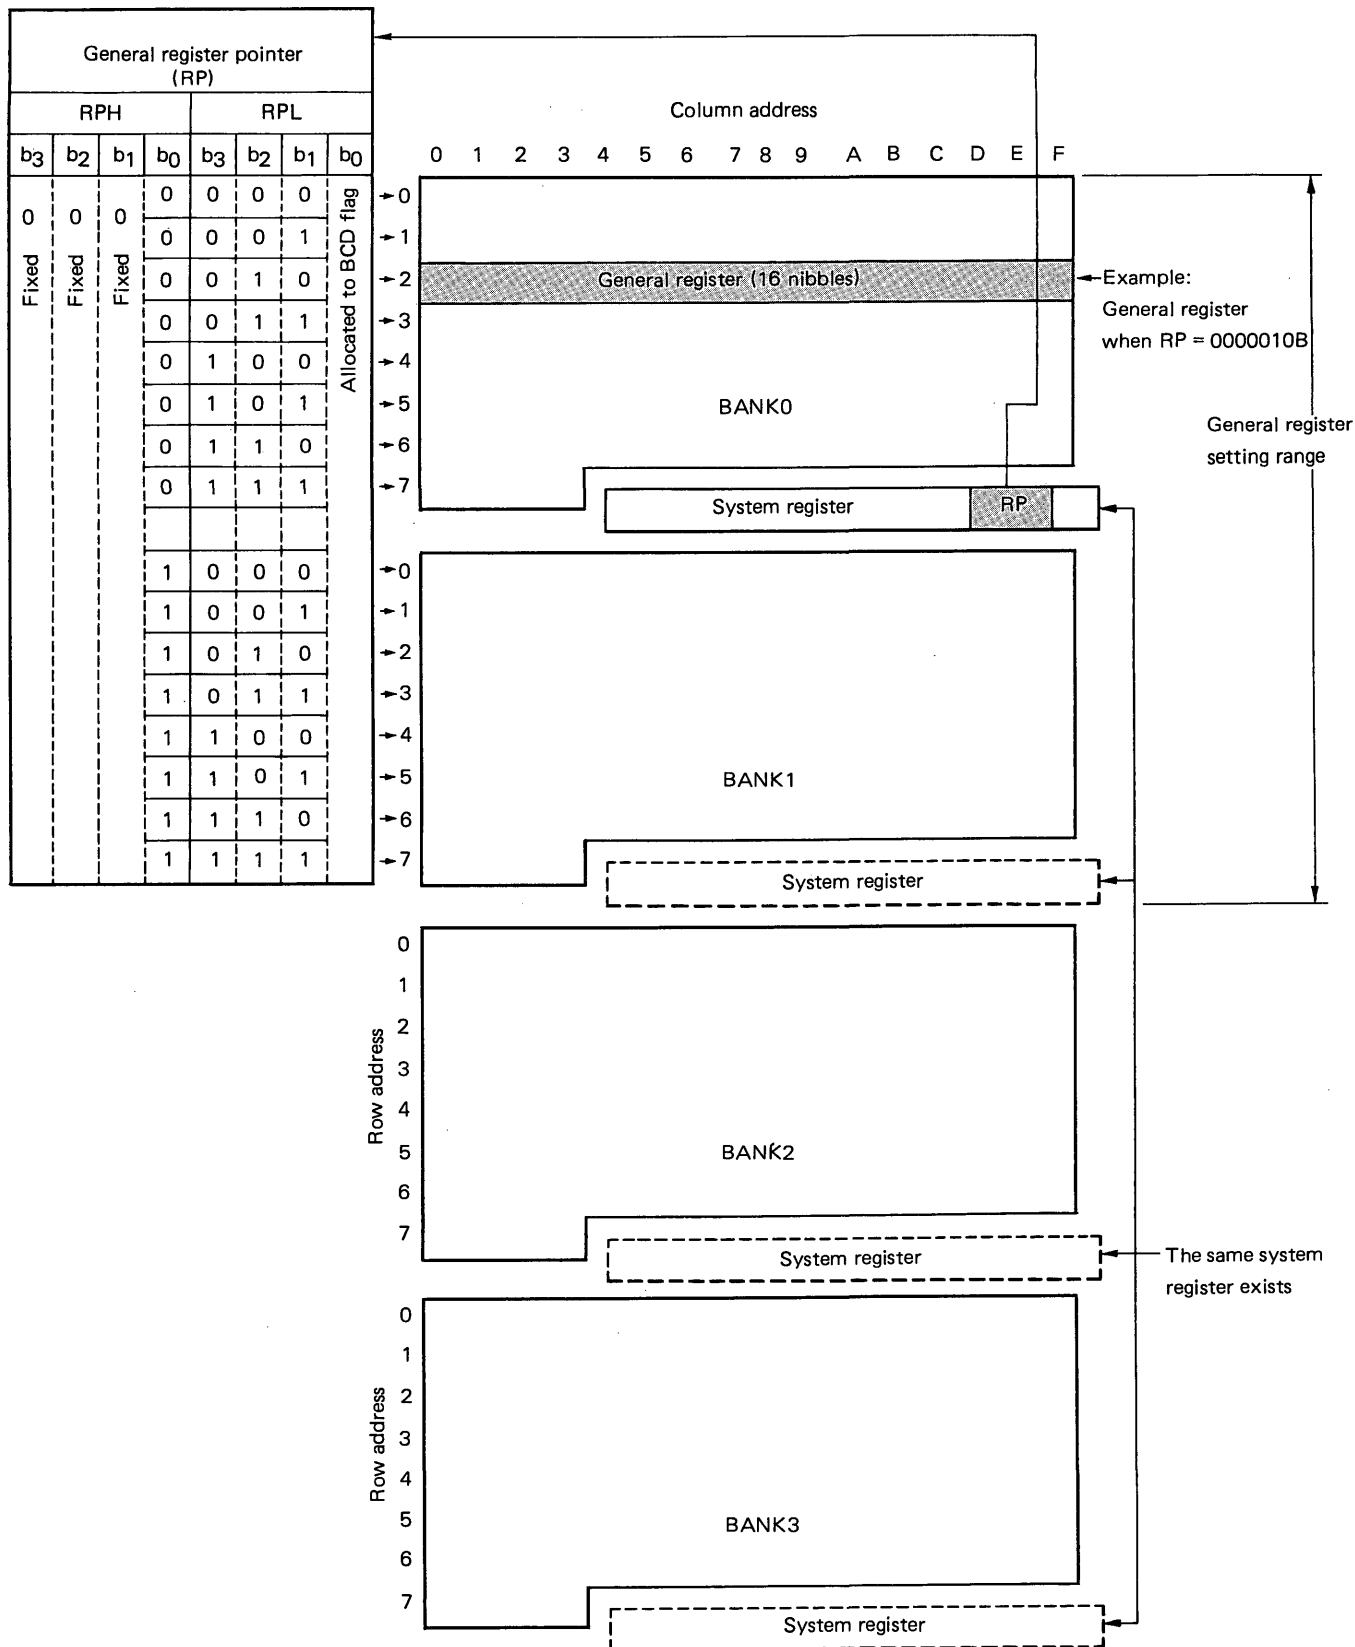 General register pointer
(RP)
RPH RPL
b3 b2 b1 b0 b3 b2 b1 b0
Column address
0 1 2 3 4 5 6 7 8 9 A B C D E F
0 Fixed
0 Fixed
0 Fixed
Allocated to BCD flag
0 0 0 0 0
0 0 0 1 1
0 0 1 0 2
General register (16 nibbles)
Example:
General register
when RP = 0000010B
0 0 1 1 3
0 1 0 0 4
0 1 0 1 5
BANK0
0 1 1 0 6
General register
setting range
0 1 1 1 7
System register RP
1 0 0 0 0
1 0 0 1 1
1 0 1 0 2
1 0 1 1 3
1 1 0 0 4
1 1 0 1 5
BANK1
1 1 1 0 6
1 1 1 1 7
System register
Row address
0
1
2
3
4
5
BANK2
6
7
System register
The same system
register exists
Row address
0
1
2
3
4
5
BANK3
6
7
System register